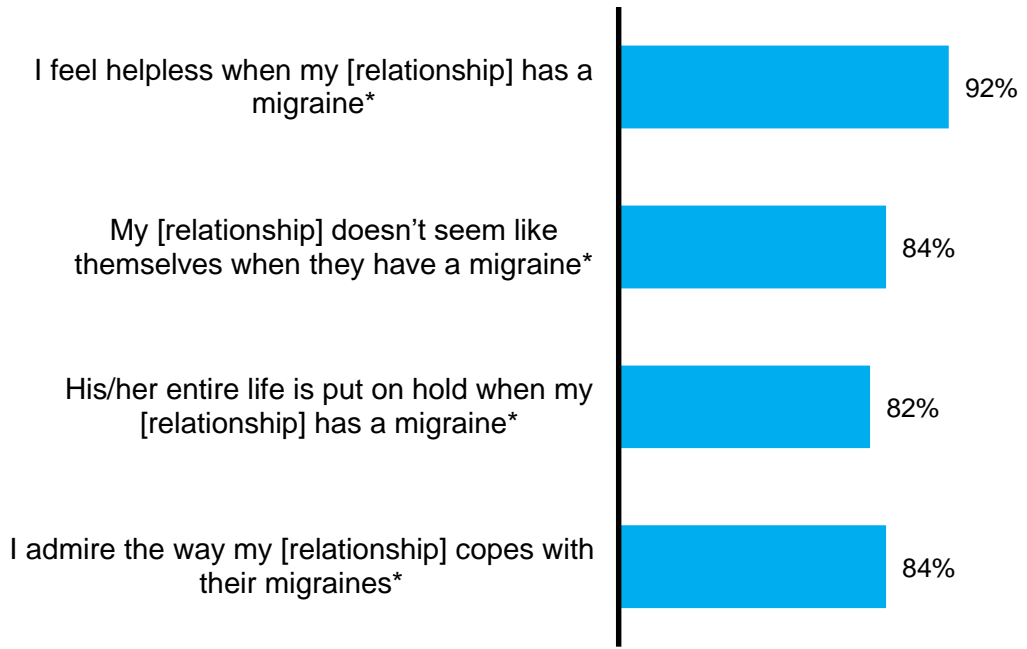 I feel helpless when my [relationship] has a
migraine*
92%
My [relationship] doesn’t seem like
themselves when they have a migraine*
84%
His/her entire life is put on hold when my
[relationship] has a migraine*
82%
I admire the way my [relationship] copes with
their migraines*
84%